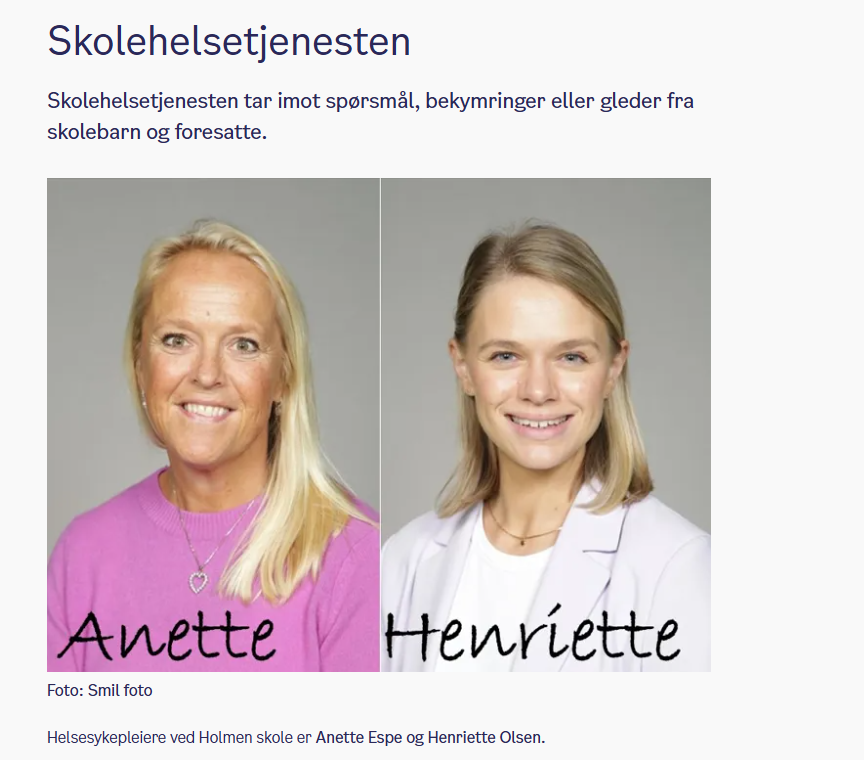 Skolehelsetjenesten
Skolehelsetjenesten tar imot spørsmål, bekymringer eller gleder fra
skolebarn og foresatte.
Anette
Henriette
Foto: Smil foto
Helsesykepleiere ved Holmen skole er Anette Espe og Henriette Olsen.